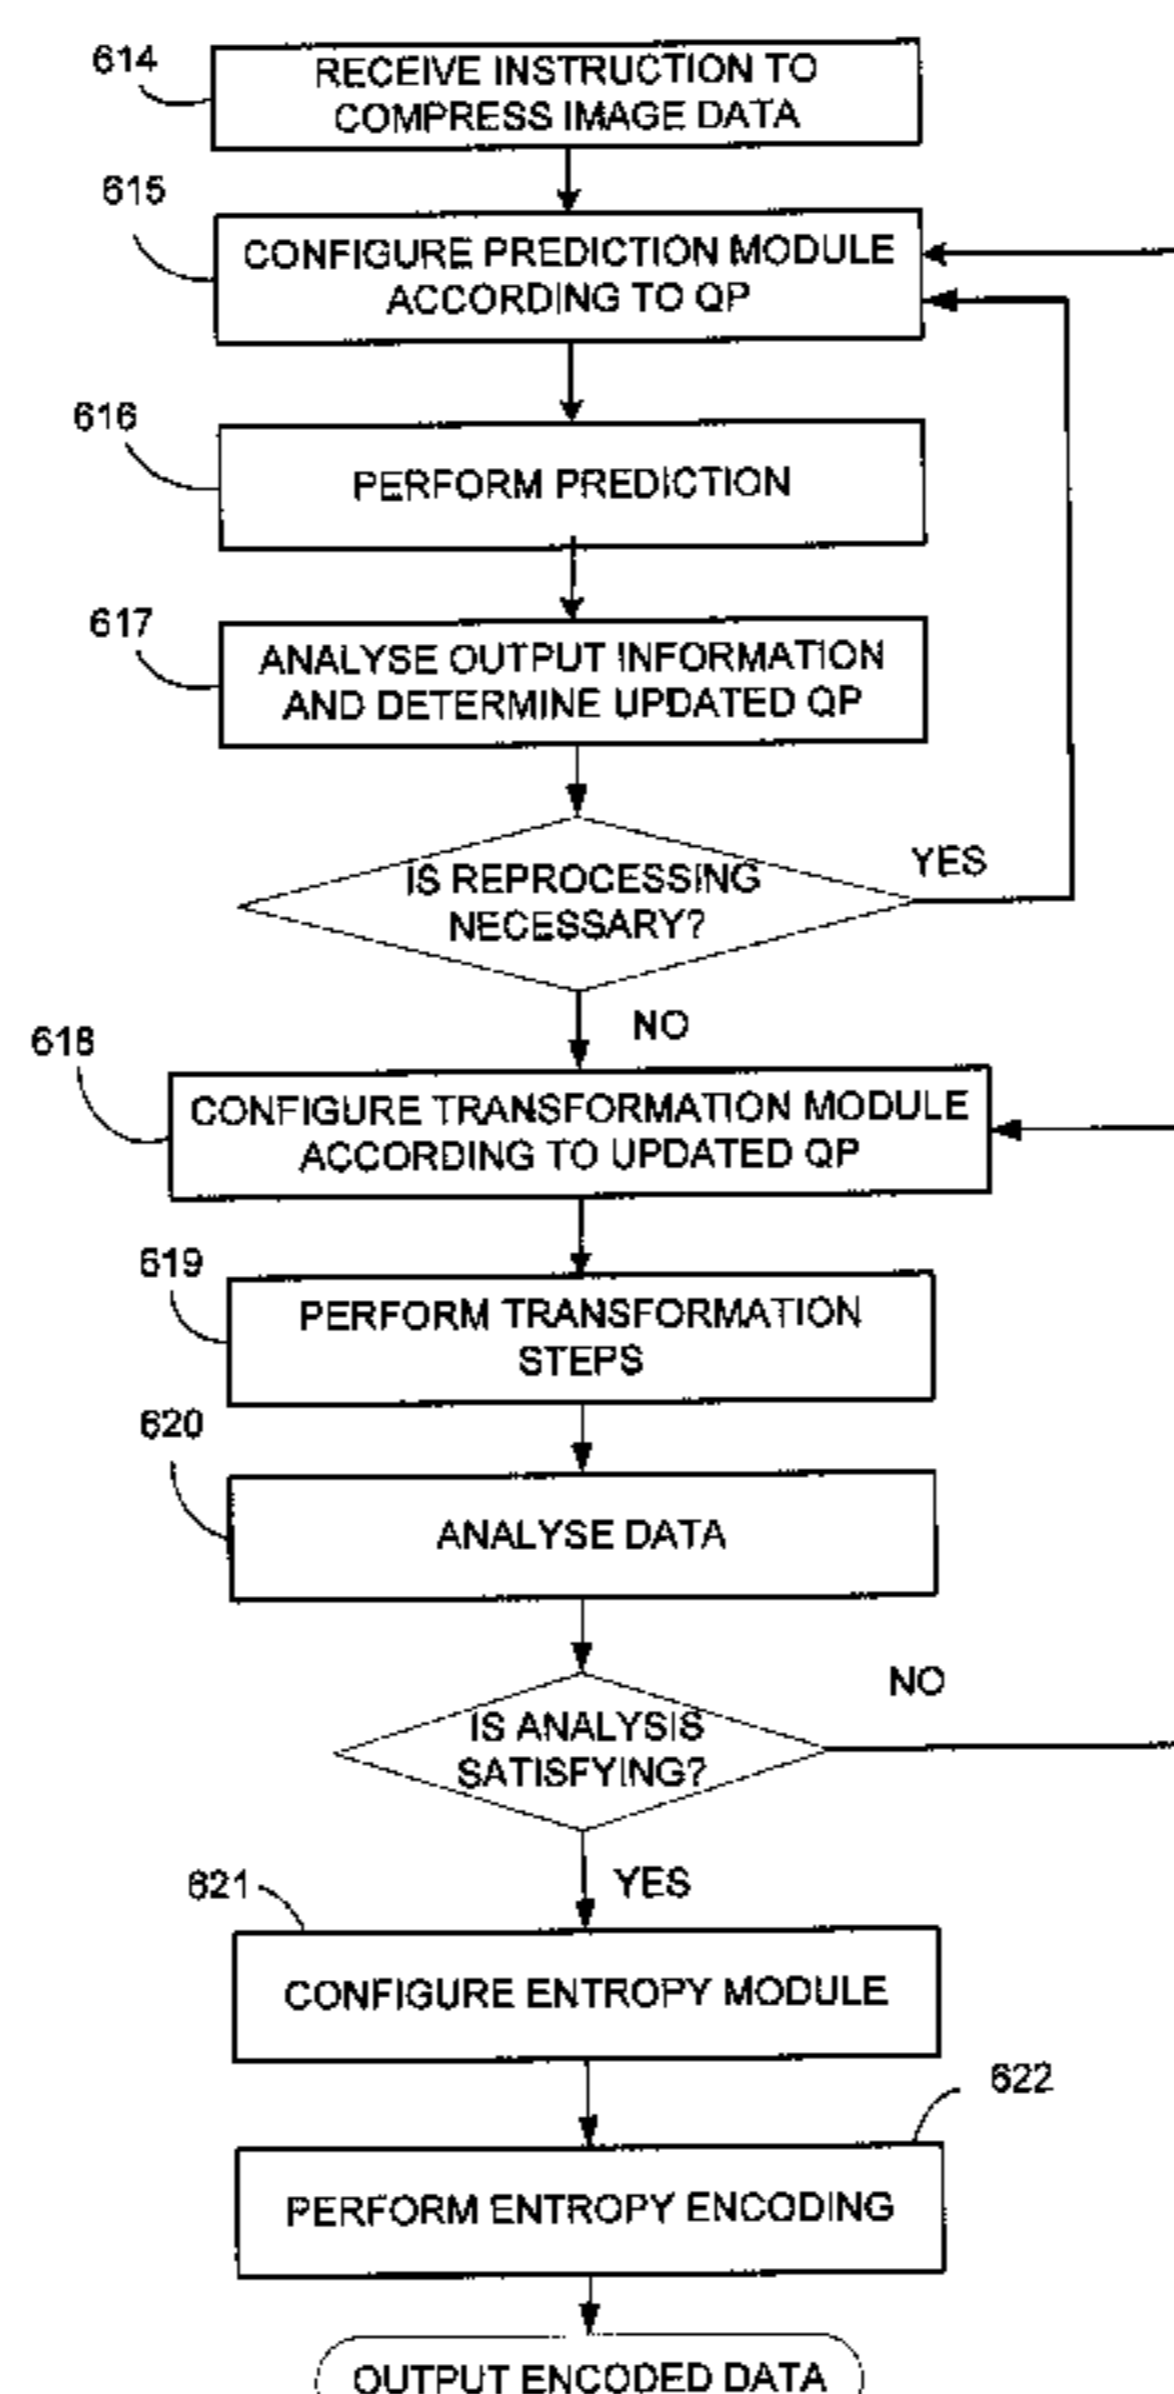 614
RECEIVE INSTRUCTION TO
COMPRESS IMAGE DATA
615
CONFIGURE PREDICTION MODULE
ACCORDING TO QP
616
PERFORM PREDICTION
617
ANALYSE OUTPUT INFORMATION
AND DETERMINE UPDATED QP
IS REPROCESSING
NECESSARY?
YES
NO
618
CONFIGURE TRANSFORMATION MODULE
ACCORDING TO UPDATED QP
619
PERFORM TRANSFORMATION
STEPS
620
ANALYSE DATA
IS ANALYSIS
SATISFYING?
NO
YES
621
CONFIGURE ENTROPY MODULE
622
PERFORM ENTROPY ENCODING
OUTPUT ENCODED DATA